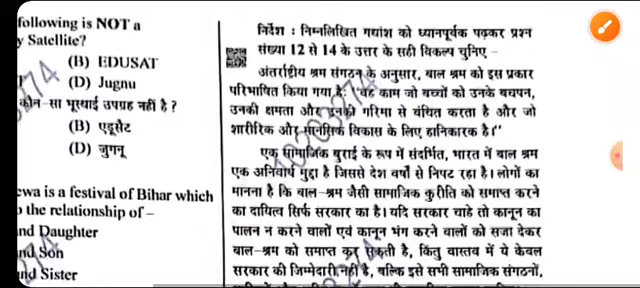 following is NOT a
y Satellite?
(B) EDUSAT
(D) Jugnu
कौन-सा भूस्थाई उपग्रह नहीं है ?
(B) एडूसैट
(D) जुगनू
ewa is a festival of Bihar which
o the relationship of –
nd Daughter
nd Son
nd Sister
निर्देश : निम्नलिखित गद्यांश को ध्यानपूर्वक पढ़कर प्रश्न
संख्या 12 से 14 के उत्तर के सही विकल्प चुनिए –
अंतर्राष्ट्रीय श्रम संगठन के अनुसार, बाल श्रम को इस प्रकार
परिभाषित किया गया है: "वह काम जो बच्चों को उनके बचपन,
उनकी क्षमता और उनकी गरिमा से वंचित करता है और जो
शारीरिक और मानसिक विकास के लिए हानिकारक है।"
एक सामाजिक बुराई के रूप में संदर्भित, भारत में बाल श्रम
एक अनिवार्य मुद्दा है जिससे देश वर्षों से निपट रहा है। लोगों का
मानना है कि बाल-श्रम जैसी सामाजिक कुरीति को समाप्त करने
का दायित्व सिर्फ सरकार का है। यदि सरकार चाहे तो कानून का
पालन न करने वालों एवं कानून भंग करने वालों को सजा देकर
बाल-श्रम को समाप्त कर सकती है, किंतु वास्तव में ये केवल
सरकार की जिम्मेदारी नहीं है, बल्कि इसे सभी सामाजिक संगठनों,